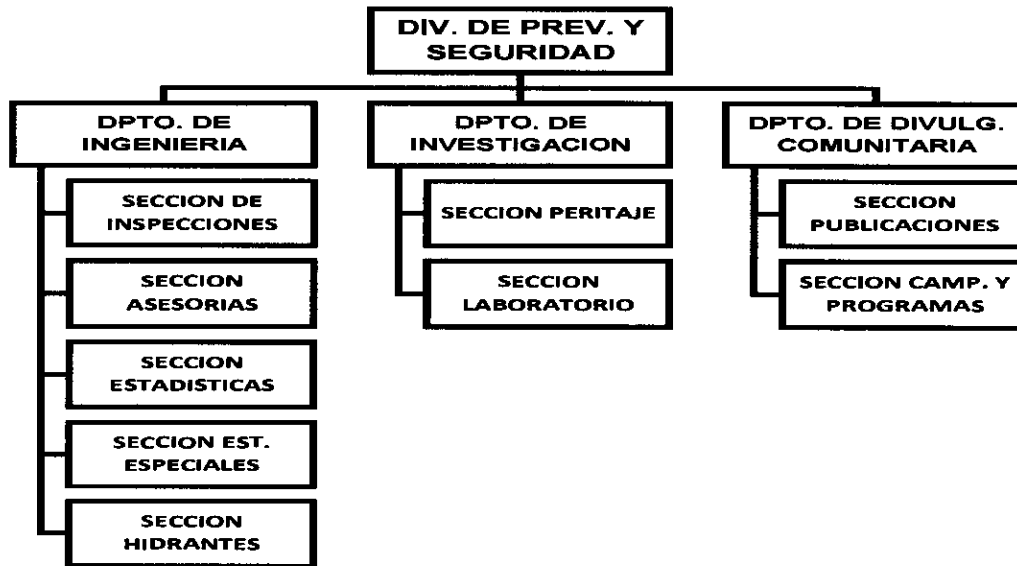 DIV. DE PREV. Y
SEGURIDAD
DPTO. DE
INGENIERIA
SECCION DE
INSPECCIONES
SECCION
ASESORIAS
SECCION
ESTADISTICAS
SECCION EST.
ESPECIALES
SECCION
HIDRANTES
DPTO. DE
INVESTIGACION
SECCION PERITAJE
SECCION
LABORATORIO
DPTO. DE DIVULG.
COMUNITARIA
SECCION
PUBLICACIONES
SECCION CAMP. Y
PROGRAMAS